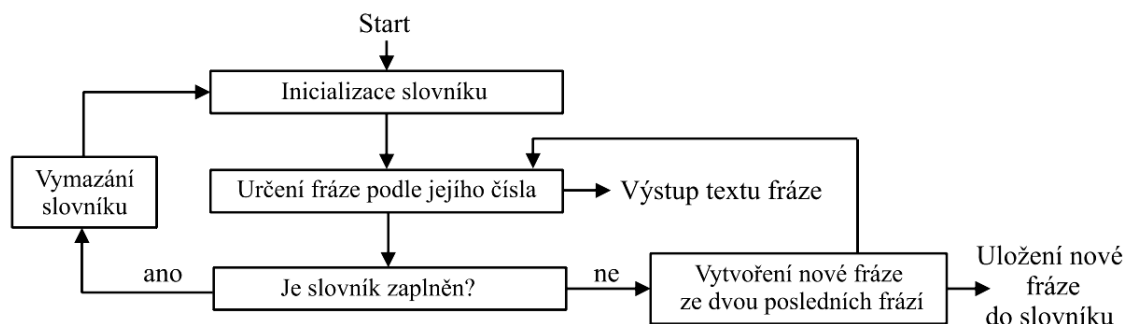 Start
Inicializace slovníku
Vymazání
slovníku
Určení fráze podle jejího čísla
Výstup textu fráze
ano
Je slovník zaplněn?
ne
Vytvoření nové fráze
ze dvou posledních frází
Uložení nové
fráze
do slovníku